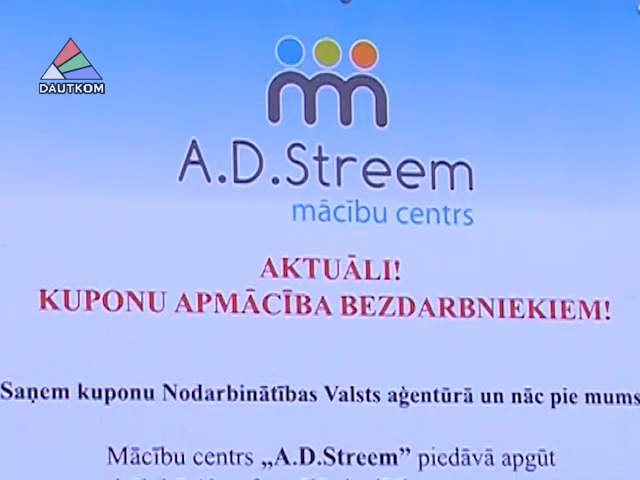 DAUTKOM
A.D.Streem
mācību centrs
AKTUĀLI!
KUPONU APMĀCĪBA BEZDARBNIEKIEM!
Saņem kuponu Nodarbinātības Valsts aģentūrā un nāc pie mums
Mācību centrs „A.D.Streem” piedāvā apgūt